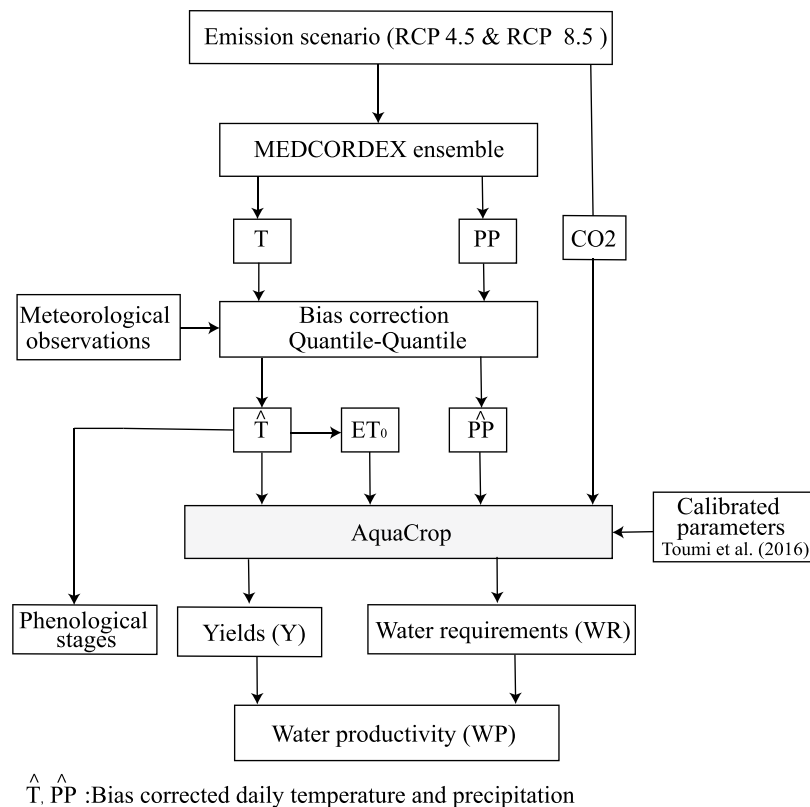 Emission scenario (RCP 4.5 & RCP 8.5 )
MEDCORDEX ensemble
T
PP
CO2
Meteorological
observations
Bias correction
Quantile-Quantile
T̂
ET₀
P̂P
AquaCrop
Calibrated
parameters
Toumi et al. (2016)
Phenological
stages
Yields (Y)
Water requirements (WR)
Water productivity (WP)
T̂, P̂P :Bias corrected daily temperature and precipitation